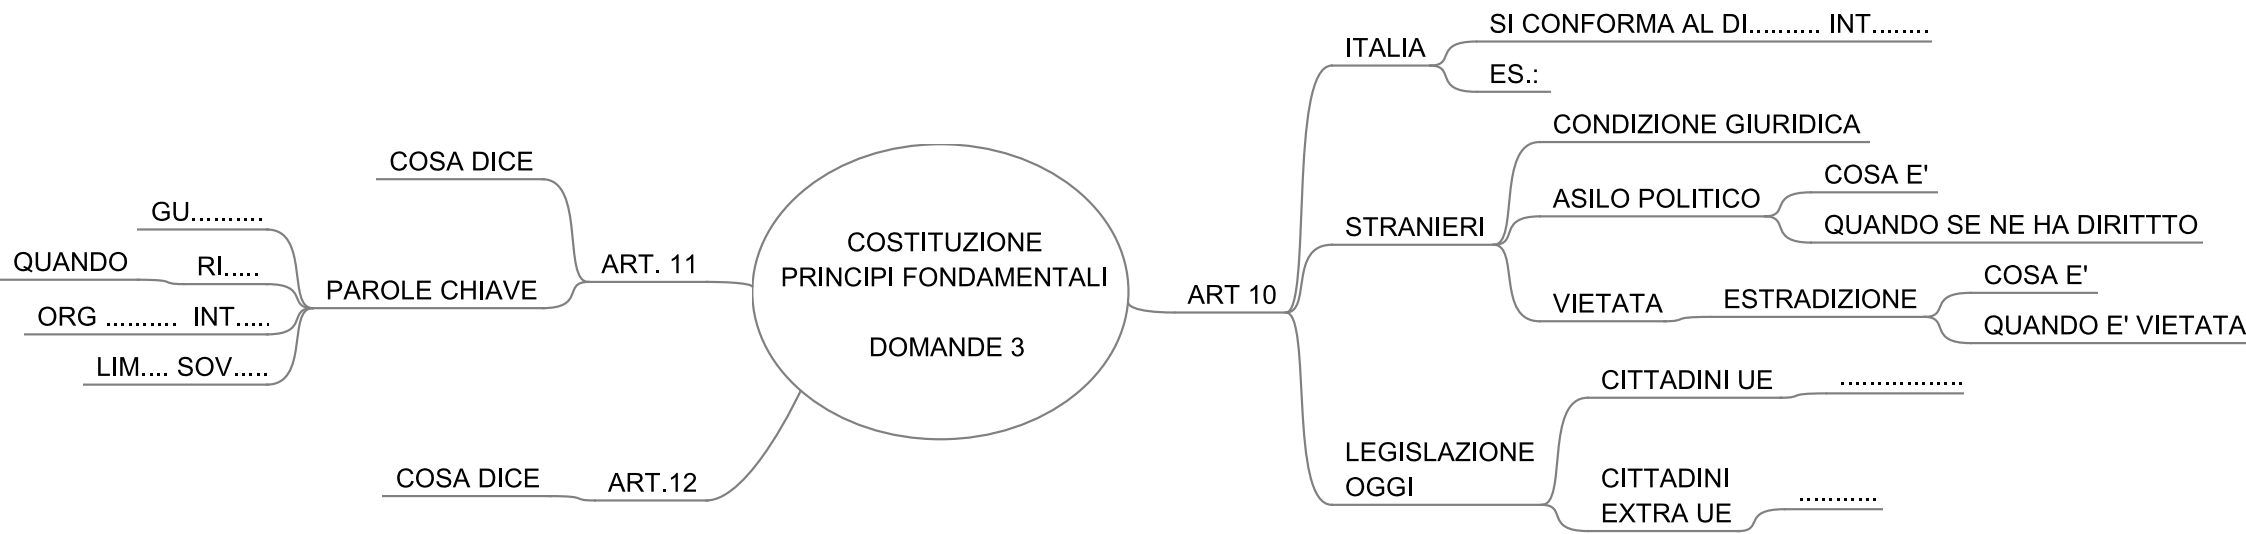 COSTITUZIONE
PRINCIPI FONDAMENTALI
DOMANDE 3
ART 10
ITALIA
SI CONFORMA AL DI.......... INT........
ES.:
STRANIERI
CONDIZIONE GIURIDICA
ASILO POLITICO
COSA E'
QUANDO SE NE HA DIRITTTO
VIETATA
ESTRADIZIONE
COSA E'
QUANDO E' VIETATA
LEGISLAZIONE
OGGI
CITTADINI UE
.................
CITTADINI
EXTRA UE
...........
ART. 11
COSA DICE
PAROLE CHIAVE
GU..........
RI.....
QUANDO
ORG .......... INT.....
LIM.... SOV.....
ART.12
COSA DICE